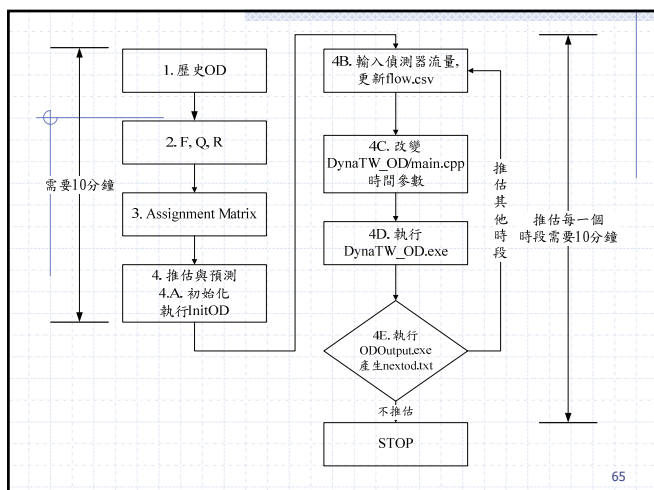 1. 歷史OD
2. F, Q, R
3. Assignment Matrix
4. 推估與預測
4.A. 初始化
執行InitOD
需要10分鐘
4B. 輸入偵測器流量,
更新flow.csv
4C. 改變
DynaTW_OD/main.cpp
時間參數
4D. 執行
DynaTW_OD.exe
4E. 執行
ODOutput.exe
產生nextod.txt
不推估
STOP
推估其他時段
推估每一個
時段需要10分鐘
65